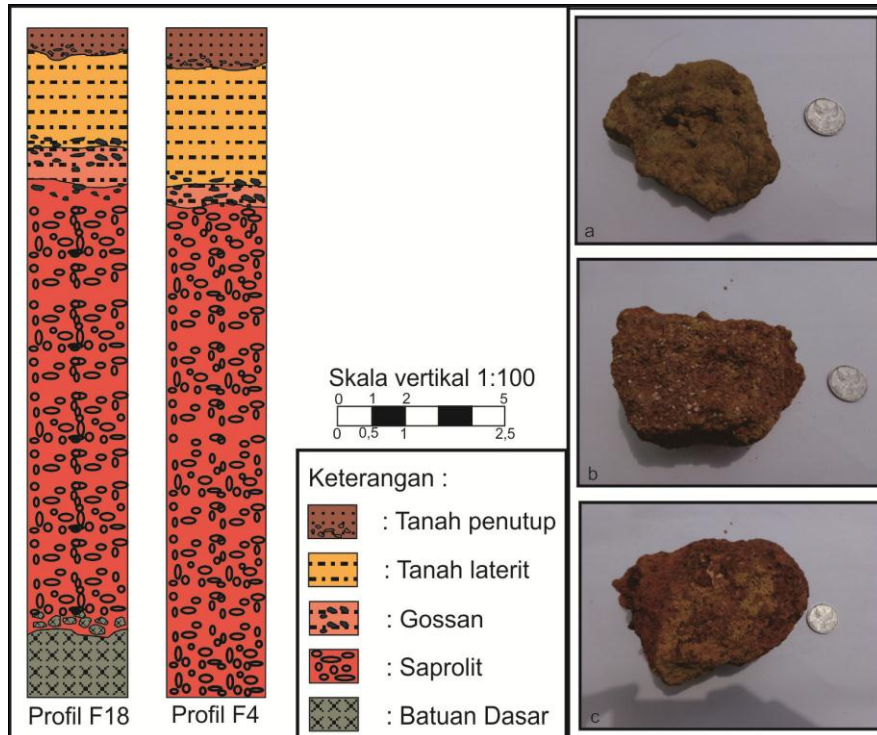 Profil F18
Profil F4
Skala vertikal 1:100
0 1 2 5
0 0,5 1 2,5
Keterangan :
: Tanah penutup
: Tanah laterit
: Gossan
: Saprolit
: Batuan Dasar
a
b
c